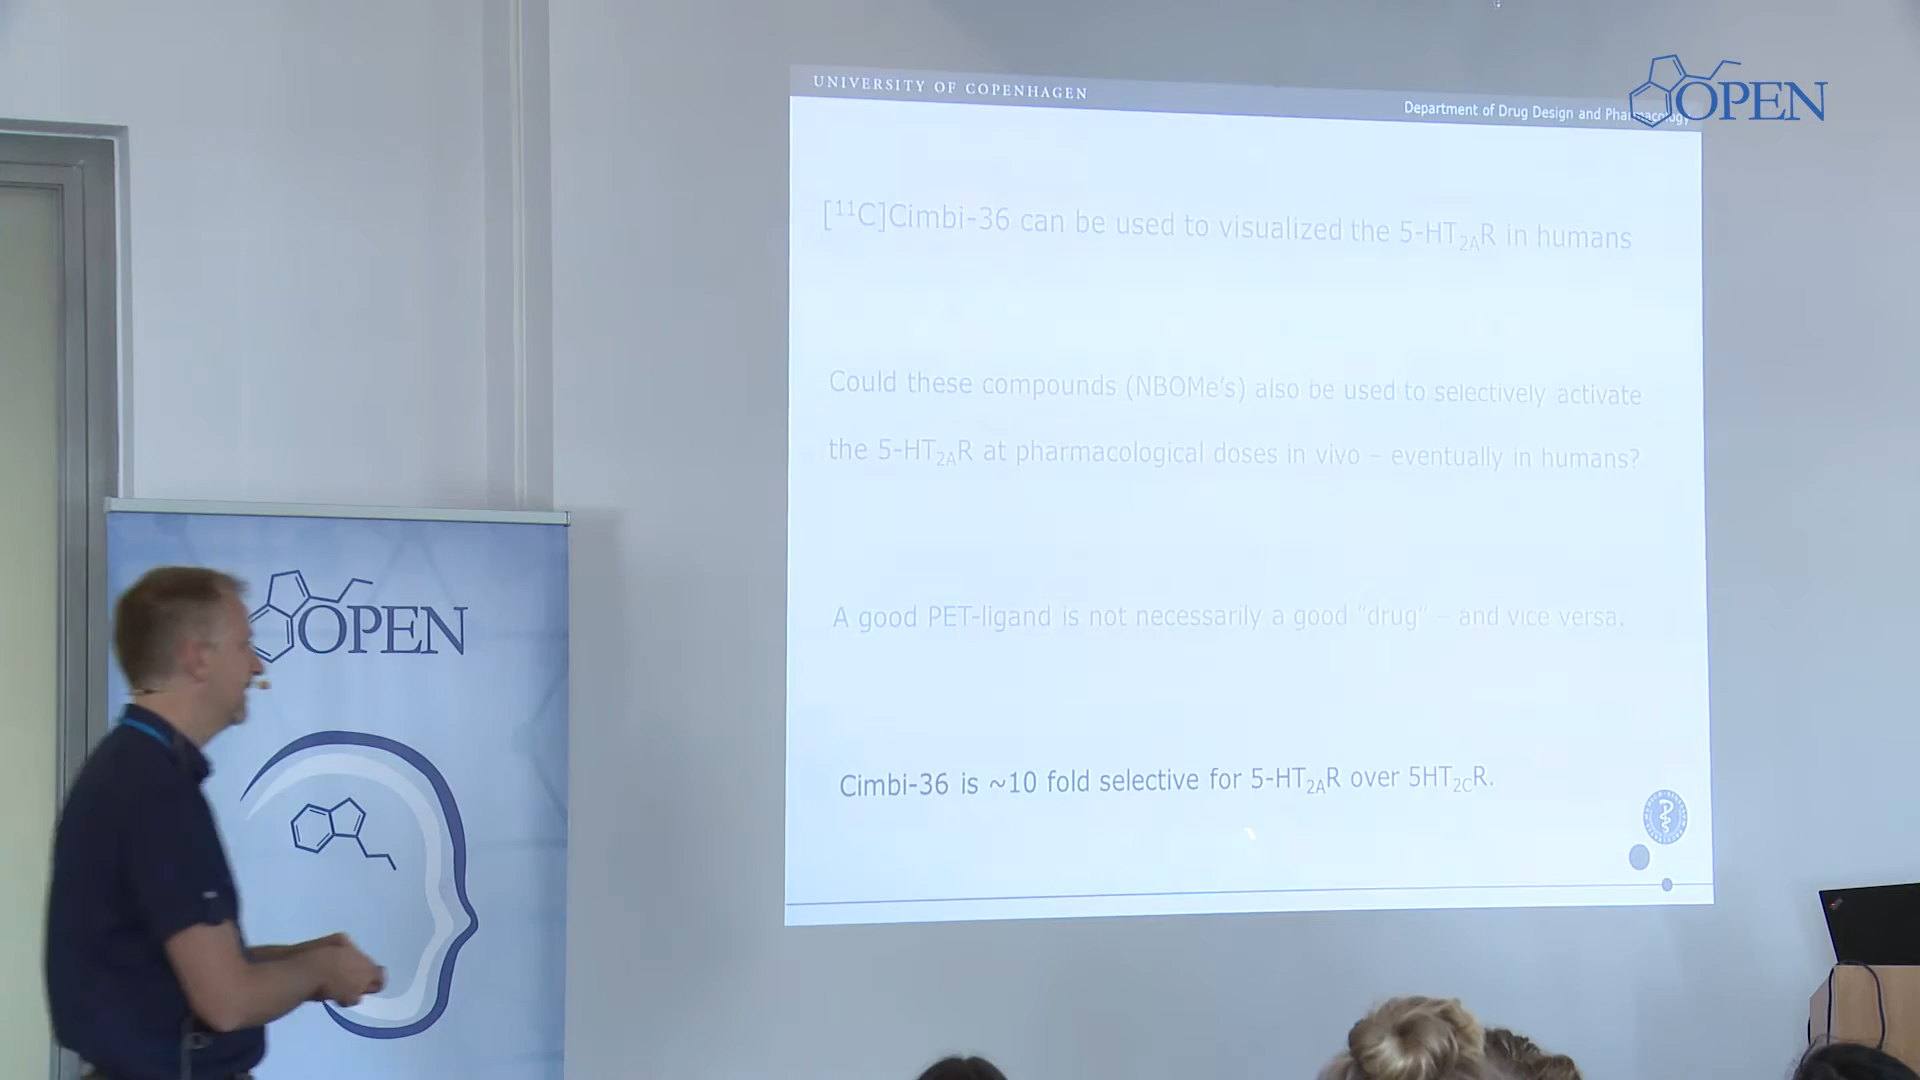 UNIVERSITY OF COPENHAGEN
Department of Drug Design and Pharmacology
OPEN
[¹¹C]Cimbi-36 can be used to visualized the 5-HT₂ₐR in humans
Could these compounds (NBOMe's) also be used to selectively activate
the 5-HT₂ₐR at pharmacological doses in vivo – eventually in humans?
A good PET-ligand is not necessarily a good "drug" – and vice versa.
Cimbi-36 is ~10 fold selective for 5-HT₂ₐR over 5HT₂CR.
OPEN